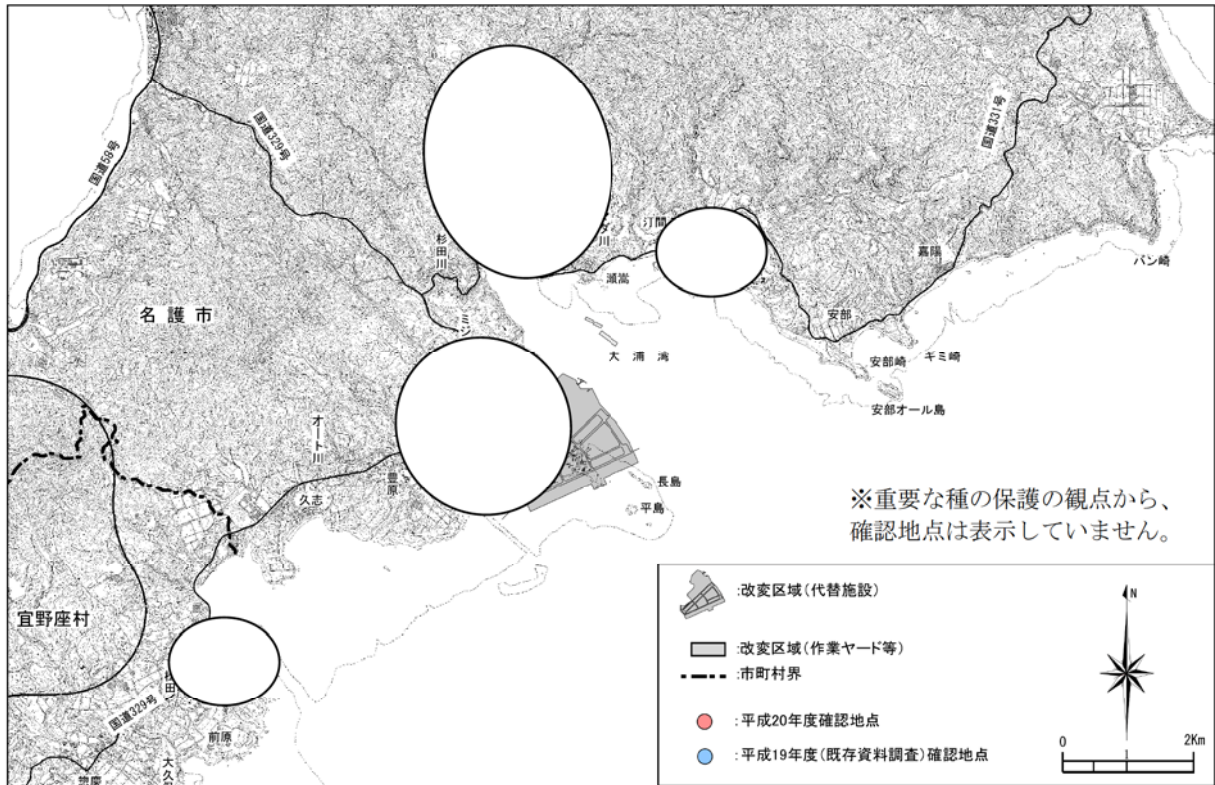 国道58号
国道329号
国道331号
汀間
杉田川
瀬嵩
嘉陽
バン崎
名護市
大浦湾
安部
安部崎
ギミ崎
安部オール島
オート川
久志
豊原
長島
平島
※重要な種の保護の観点から、
確認地点は表示していません。
宜野座村
国道329号
前原
:改変区域(代替施設)
:改変区域(作業ヤード等)
:市町村界
:平成20年度確認地点
:平成19年度(既存資料調査)確認地点
N
0 2Km